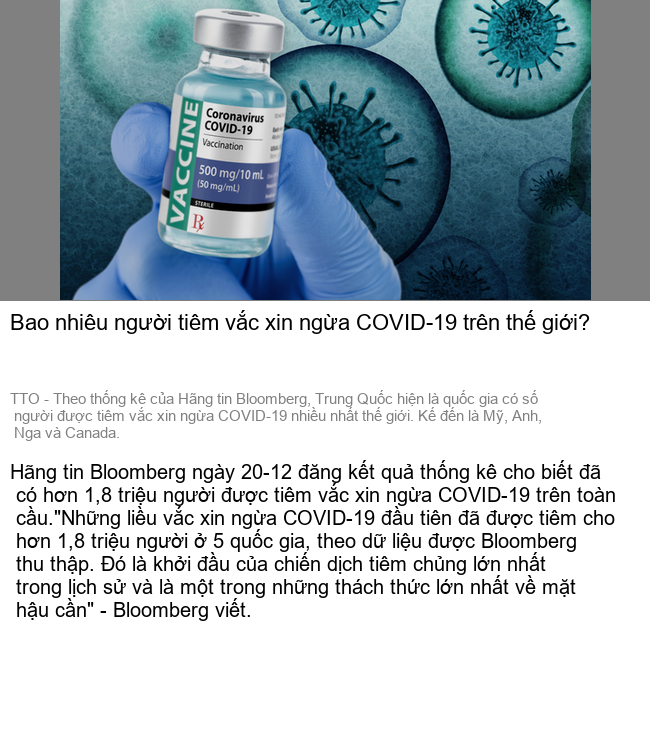 VACCINE
Coronavirus
COVID-19
Vaccination
500 mg/10 mL
(50 mg/mL)
STERILE
Rx
Bao nhiêu người tiêm vắc xin ngừa COVID-19 trên thế giới?
TTO - Theo thống kê của Hãng tin Bloomberg, Trung Quốc hiện là quốc gia có số
người được tiêm vắc xin ngừa COVID-19 nhiều nhất thế giới. Kế đến là Mỹ, Anh,
Nga và Canada.
Hãng tin Bloomberg ngày 20-12 đăng kết quả thống kê cho biết đã
có hơn 1,8 triệu người được tiêm vắc xin ngừa COVID-19 trên toàn
cầu."Những liều vắc xin ngừa COVID-19 đầu tiên đã được tiêm cho
hơn 1,8 triệu người ở 5 quốc gia, theo dữ liệu được Bloomberg
thu thập. Đó là khởi đầu của chiến dịch tiêm chủng lớn nhất
trong lịch sử và là một trong những thách thức lớn nhất về mặt
hậu cần" - Bloomberg viết.